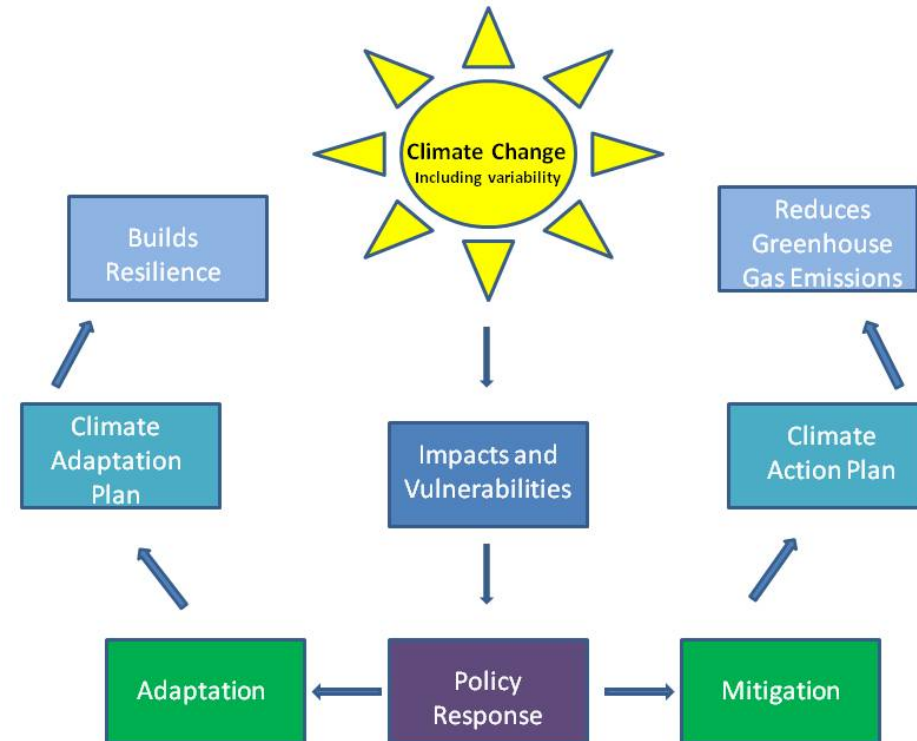 Climate Change
Including variability
Builds
Resilience
Reduces
Greenhouse
Gas Emissions
Climate
Adaptation
Plan
Impacts and
Vulnerabilities
Climate
Action Plan
Adaptation
Policy
Response
Mitigation